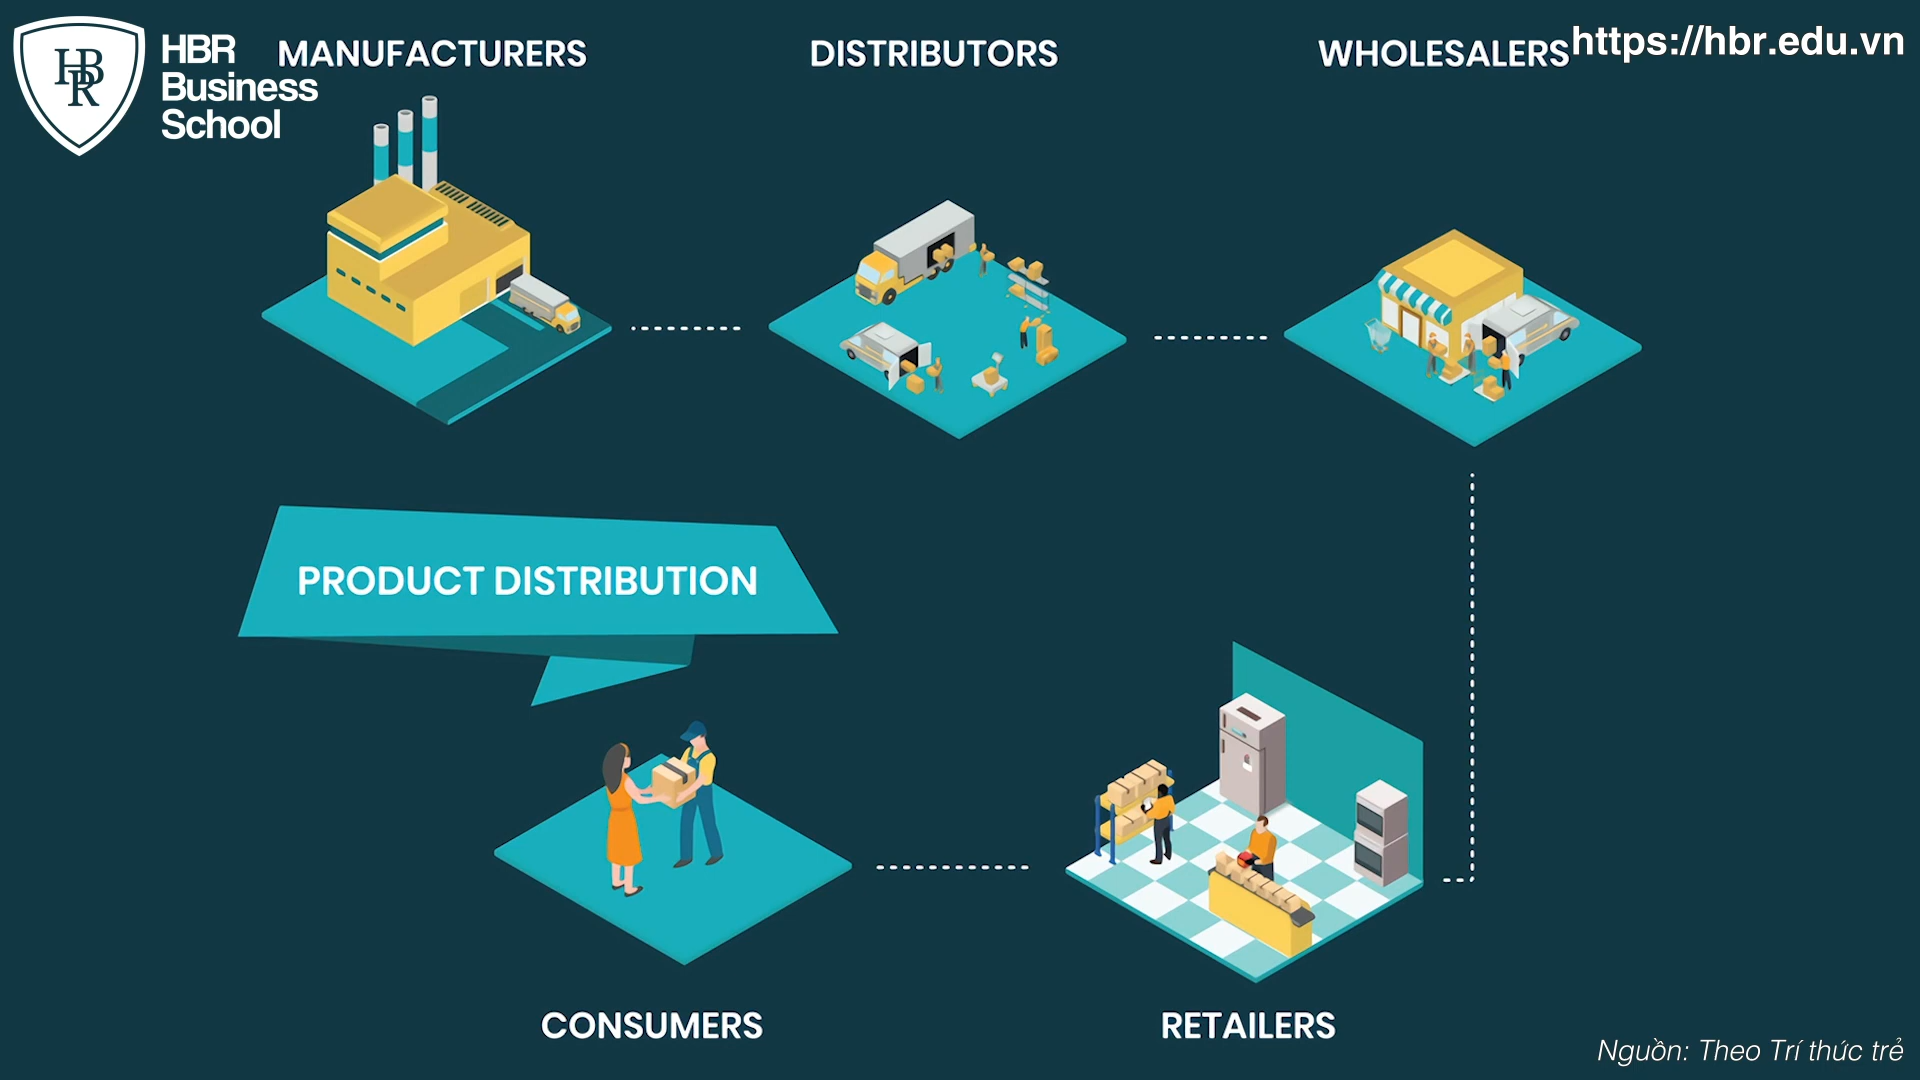 HBR
Business
School
MANUFACTURERS
DISTRIBUTORS
WHOLESALERS
https://hbr.edu.vn
PRODUCT DISTRIBUTION
CONSUMERS
RETAILERS
Nguồn: Theo Trí thức trẻ